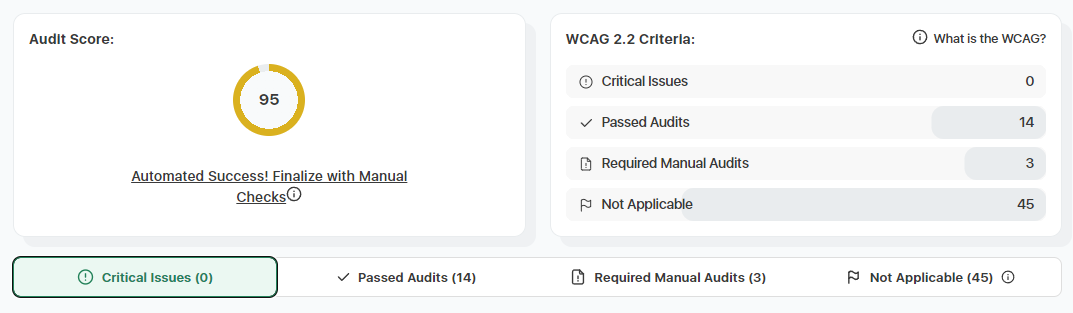 Audit Score:
95
Automated Success! Finalize with Manual
Checks
WCAG 2.2 Criteria:
What is the WCAG?
Critical Issues 0
Passed Audits 14
Required Manual Audits 3
Not Applicable 45
Critical Issues (0) Passed Audits (14) Required Manual Audits (3) Not Applicable (45)